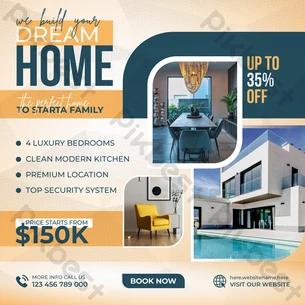 we build your
DREAM
HOME
the perfect home
TO STARTA FAMILY
UP TO
35%
OFF
4 LUXURY BEDROOMS
CLEAN MODERN KITCHEN
PREMIUM LOCATION
TOP SECURITY SYSTEM
PRICE STARTS FROM
$150K
MORE INFO CALL US
123 456 789 000
BOOK NOW
here.websitename.here
VISIT OUR WEBSITE